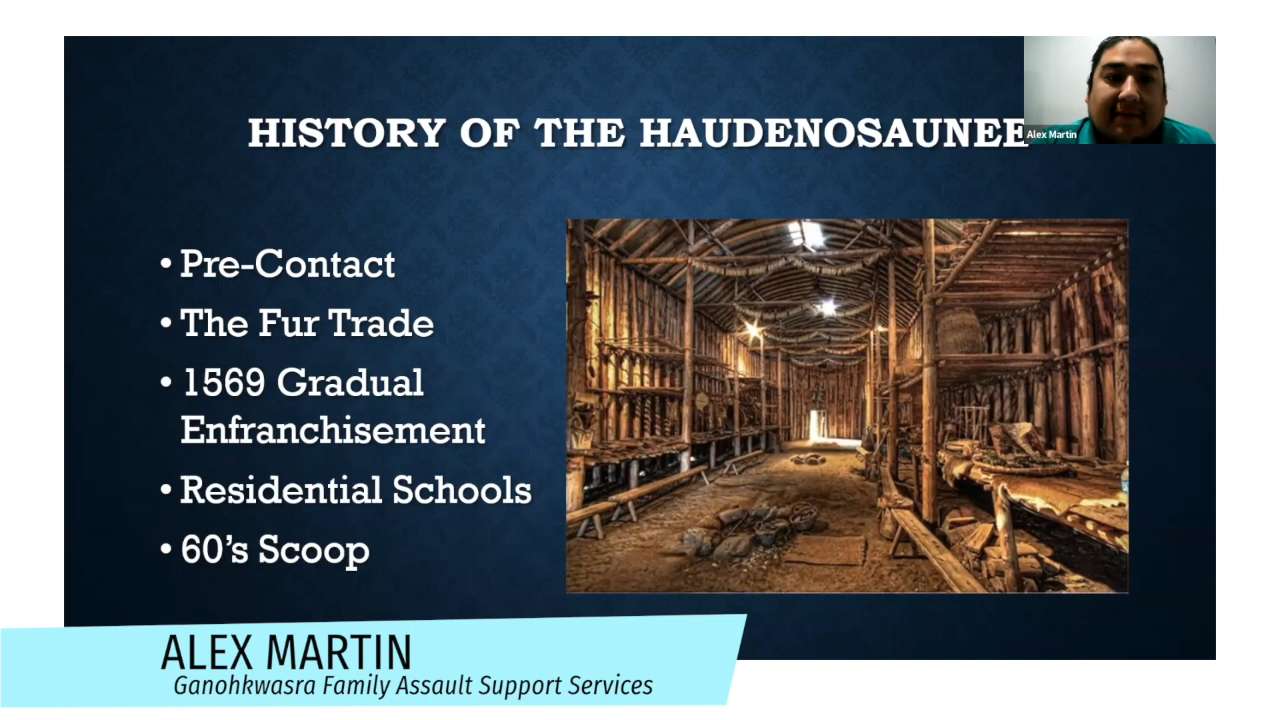 HISTORY OF THE HAUDENOSAUNEE
Alex Martin
• Pre-Contact
• The Fur Trade
• 1569 Gradual
Enfranchisement
• Residential Schools
• 60's Scoop
ALEX MARTIN
Ganohkwasra Family Assault Support Services